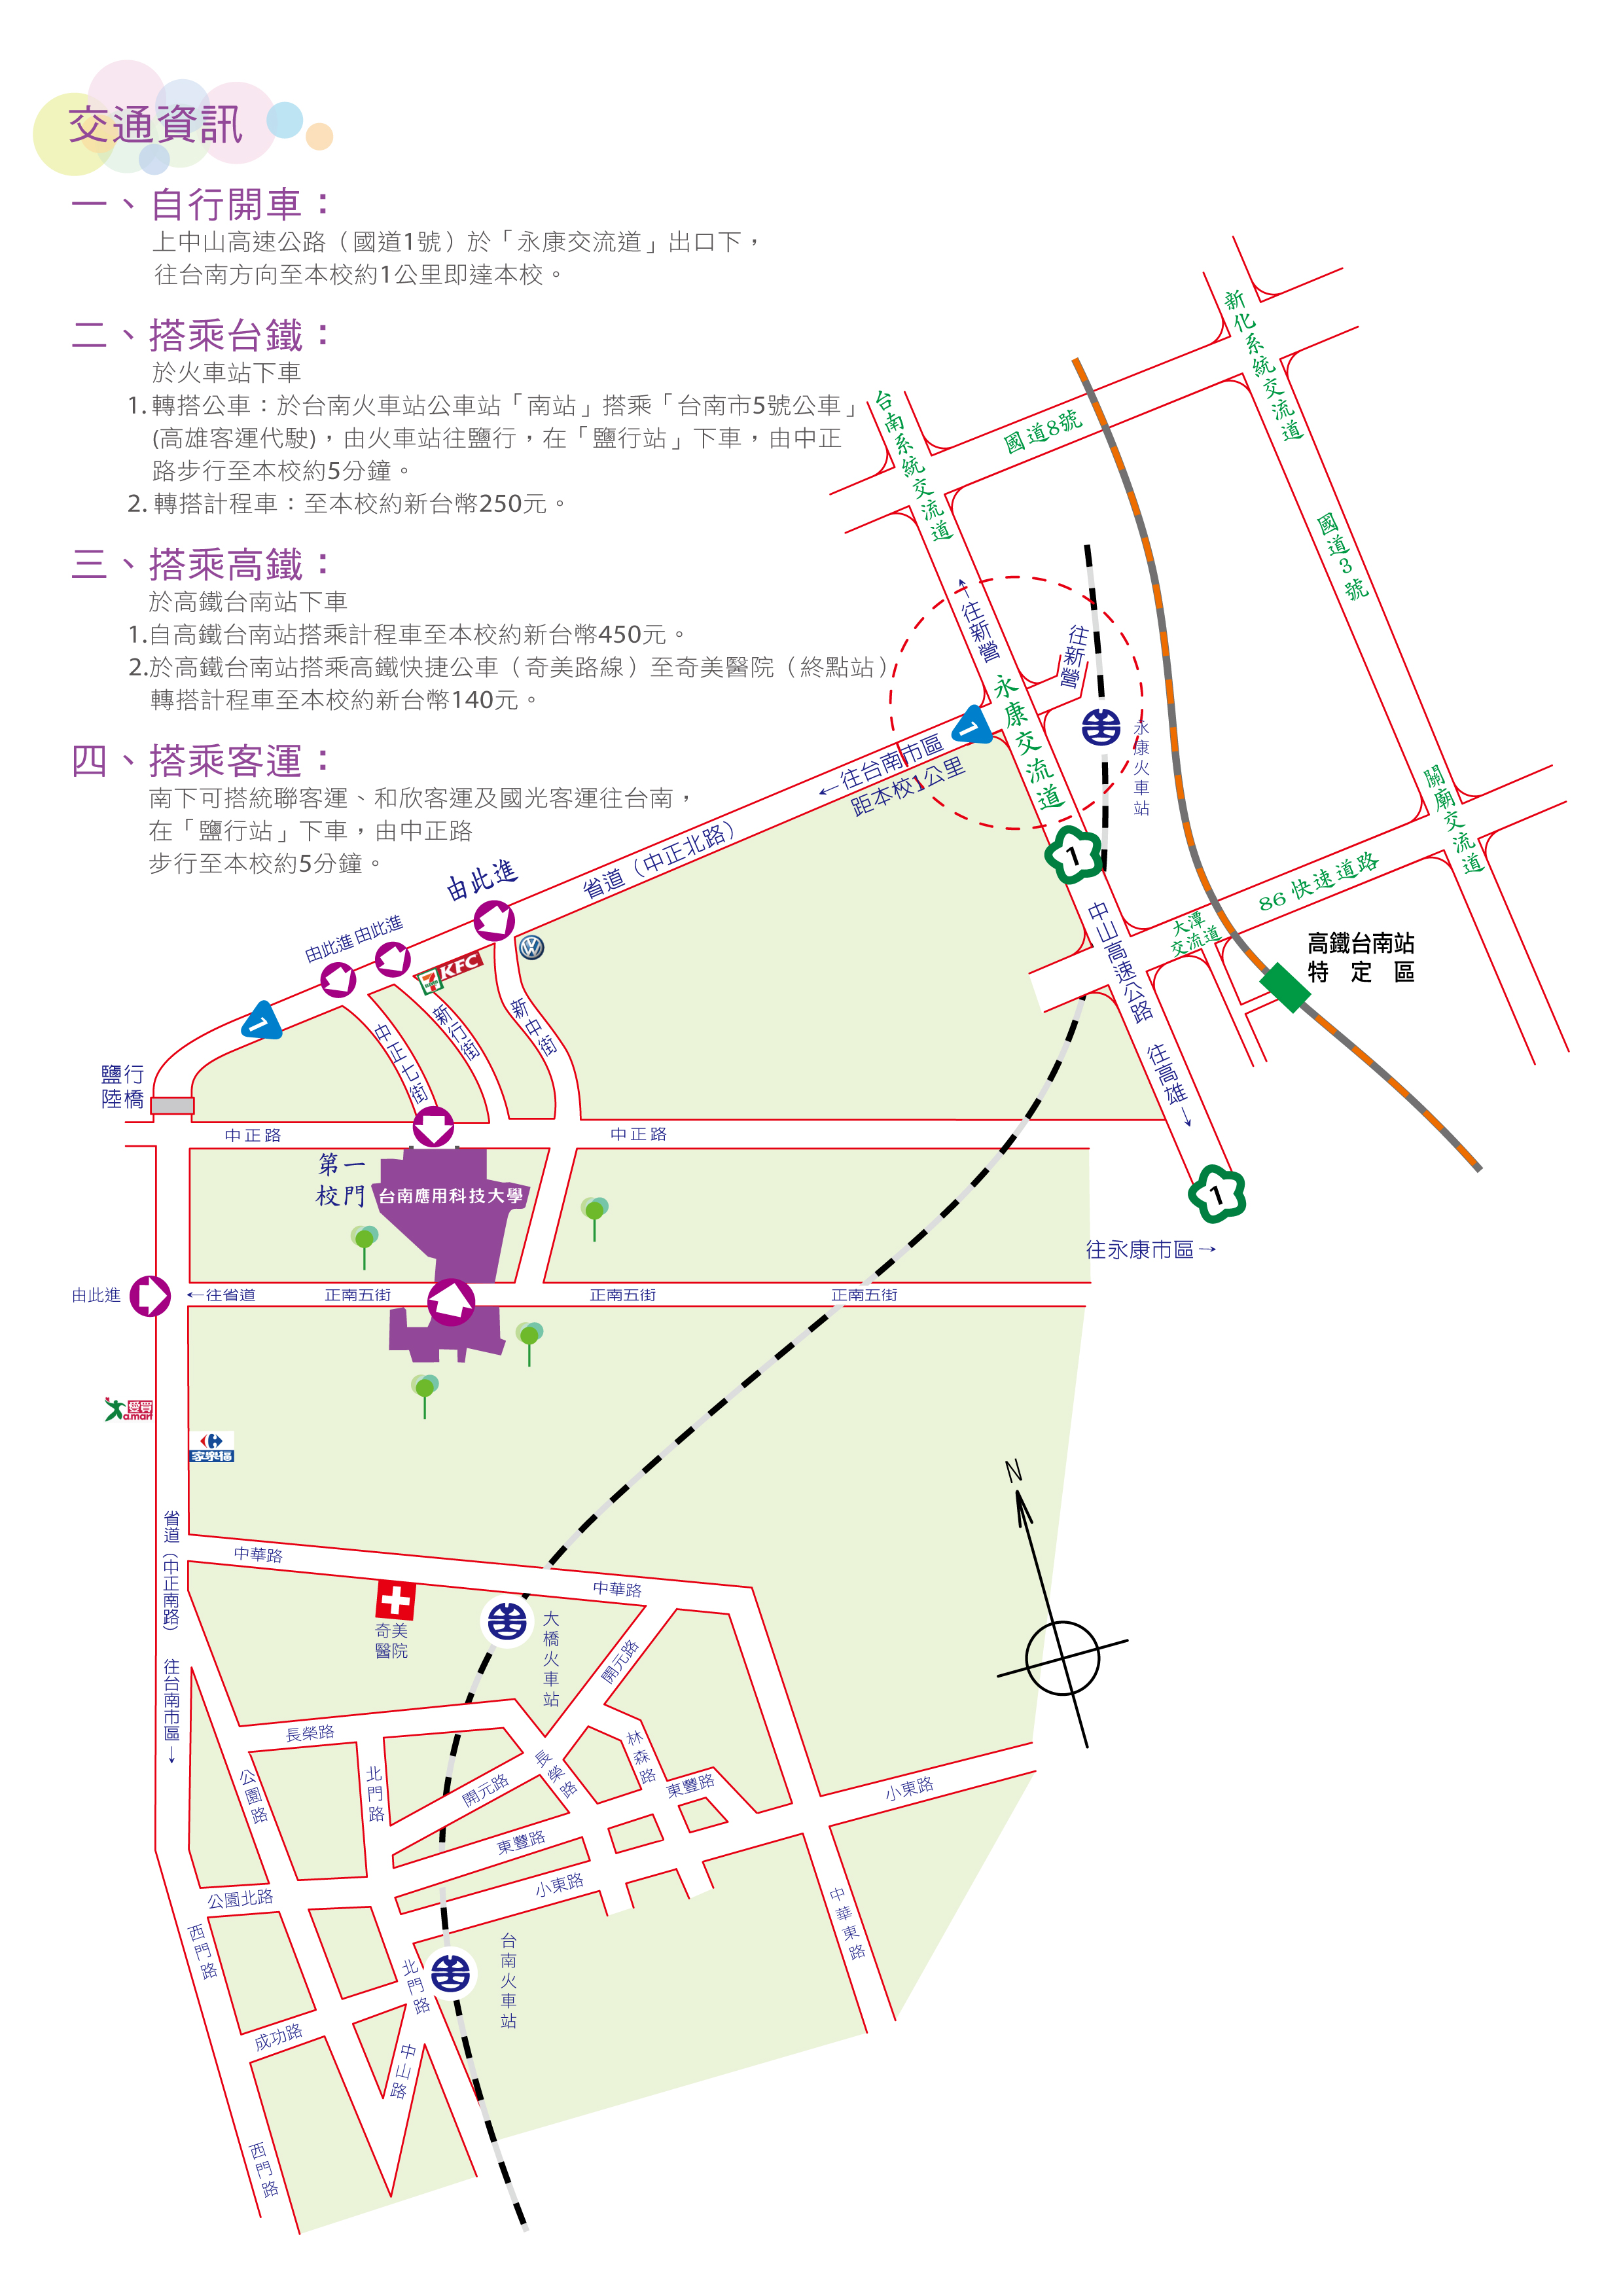 交通資訊
一、自行開車：
上中山高速公路（國道1號）於「永康交流道」出口下，
往台南方向至本校約1公里即達本校。
二、搭乘台鐵：
於火車站下車
1. 轉搭公車：於台南火車站公車站「南站」搭乘「台南市5號公車」
(高雄客運代駛)，由火車站往鹽行，在「鹽行站」下車，由中正
路步行至本校約5分鐘。
2. 轉搭計程車：至本校約新台幣250元。
三、搭乘高鐵：
於高鐵台南站下車
1.自高鐵台南站搭乘計程車至本校約新台幣450元。
2.於高鐵台南站搭乘高鐵快捷公車（奇美路線）至奇美醫院（終點站）
轉搭計程車至本校約新台幣140元。
四、搭乘客運：
南下可搭統聯客運、和欣客運及國光客運往台南，
在「鹽行站」下車，由中正路
步行至本校約5分鐘。
新化系統交流道
台南系統交流道
國道8號
國道3號
←往新營
往新營
永康交流道
永康火車站
1
←往台南市區
距本校1公里
省道（中正北路）
1
關廟交流道
86 快速道路
大潭
交流道
高鐵台南站
特定區
中山高速公路 往高雄→
1
由此進
由此進
由此進
KFC
7
ELEVEN
1
中正七街
新行街
新中街
鹽行
陸橋
中正路
中正路
第一
校門
台南應用科技大學
往永康市區→
由此進
←往省道
正南五街
正南五街
正南五街
愛買
a.mart
家樂福
N
省道（中正南路） 往台南市區→
中華路
中華路
奇美
醫院
大橋火車站
開元路
長榮路
長榮路
林森路
公園路
北門路
開元路
東豐路
東豐路
小東路
小東路
公園北路
中華東路
西門路
北門路
台南火車站
成功路
中山路
西門路